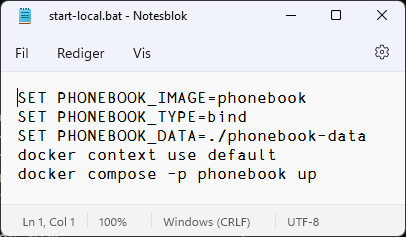 start-local.bat - Notesblok
Fil Rediger Vis
SET PHONEBOOK_IMAGE=phonebook
SET PHONEBOOK_TYPE=bind
SET PHONEBOOK_DATA=./phonebook-data
docker context use default
docker compose -p phonebook up
Ln 1, Col 1 100% Windows (CRLF) UTF-8